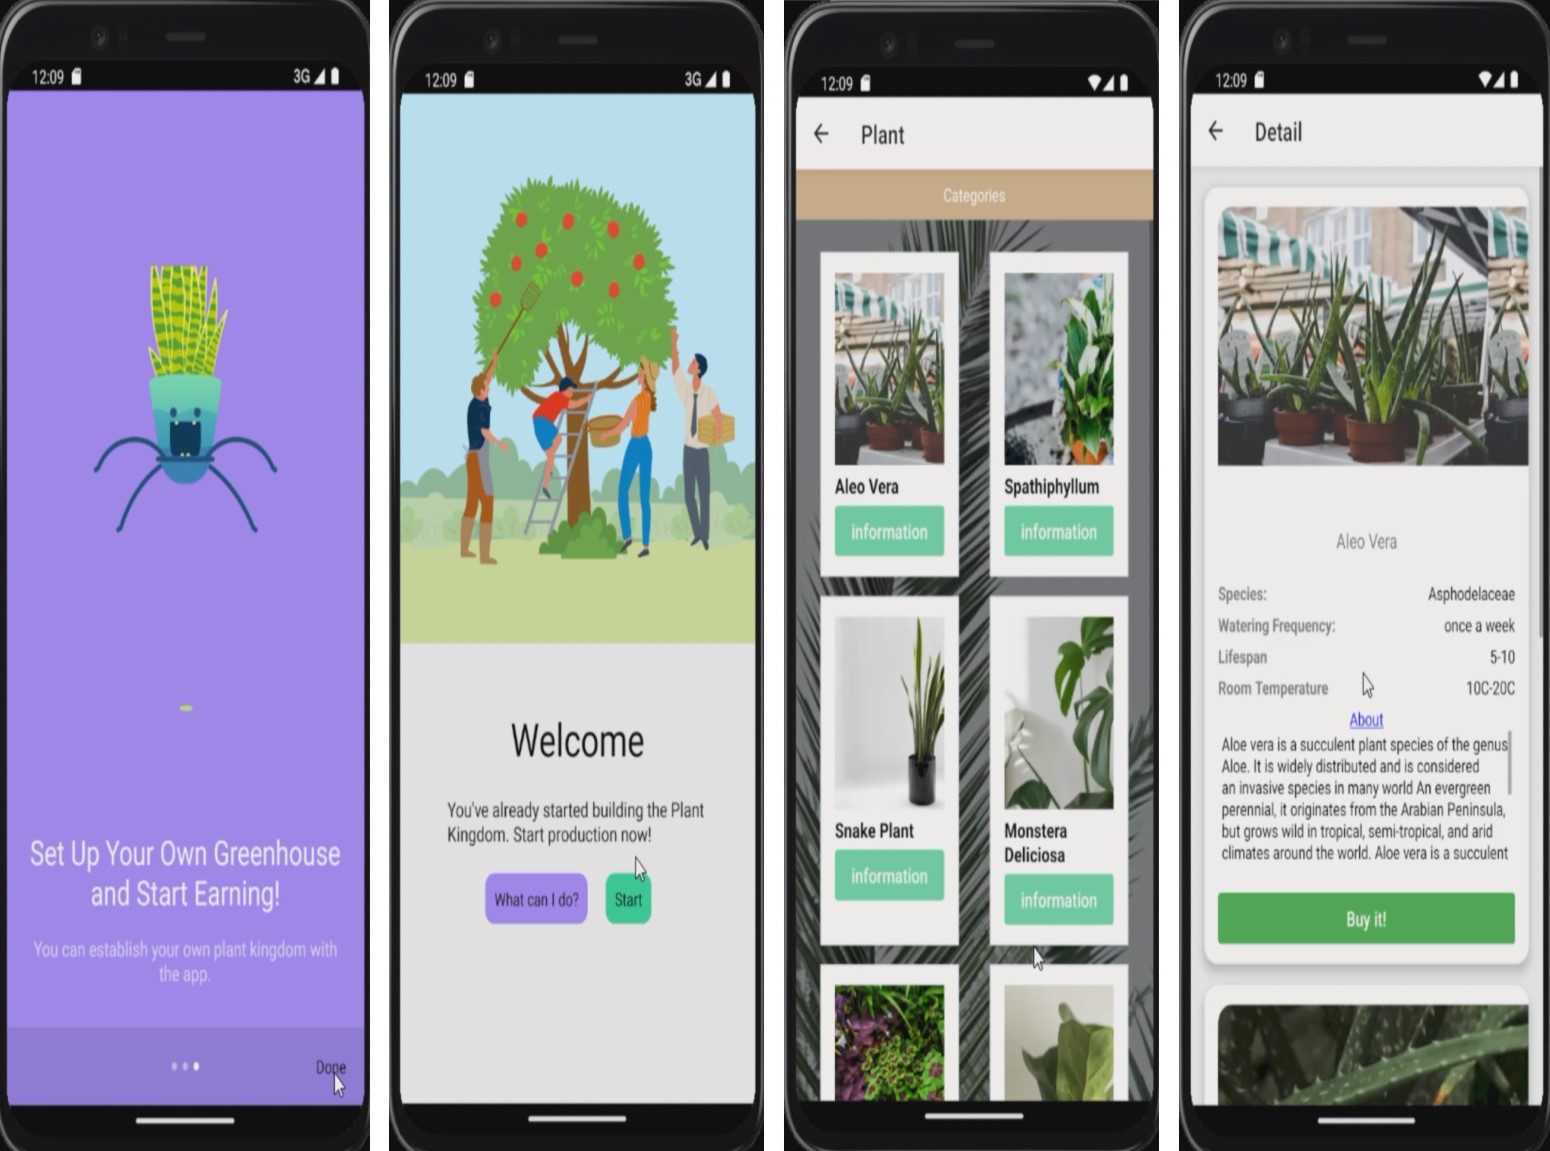 12:09
3G
Set Up Your Own Greenhouse
and Start Earning!
You can establish your own plant kingdom with
the app.
Done
12:09
3G
Welcome
You've already started building the Plant
Kingdom. Start production now!
What can I do?
Start
12:09
Plant
Categories
Aleo Vera
information
Spathiphyllum
information
Snake Plant
information
Monstera
Deliciosa
information
12:09
Detail
Aleo Vera
Species: Asphodelaceae
Watering Frequency: once a week
Lifespan 5-10
Room Temperature 10C-20C
About
Aloe vera is a succulent plant species of the genus
Aloe. It is widely distributed and is considered
an invasive species in many world An evergreen
perennial, it originates from the Arabian Peninsula,
but grows wild in tropical, semi-tropical, and arid
climates around the world. Aloe vera is a succulent
Buy it!